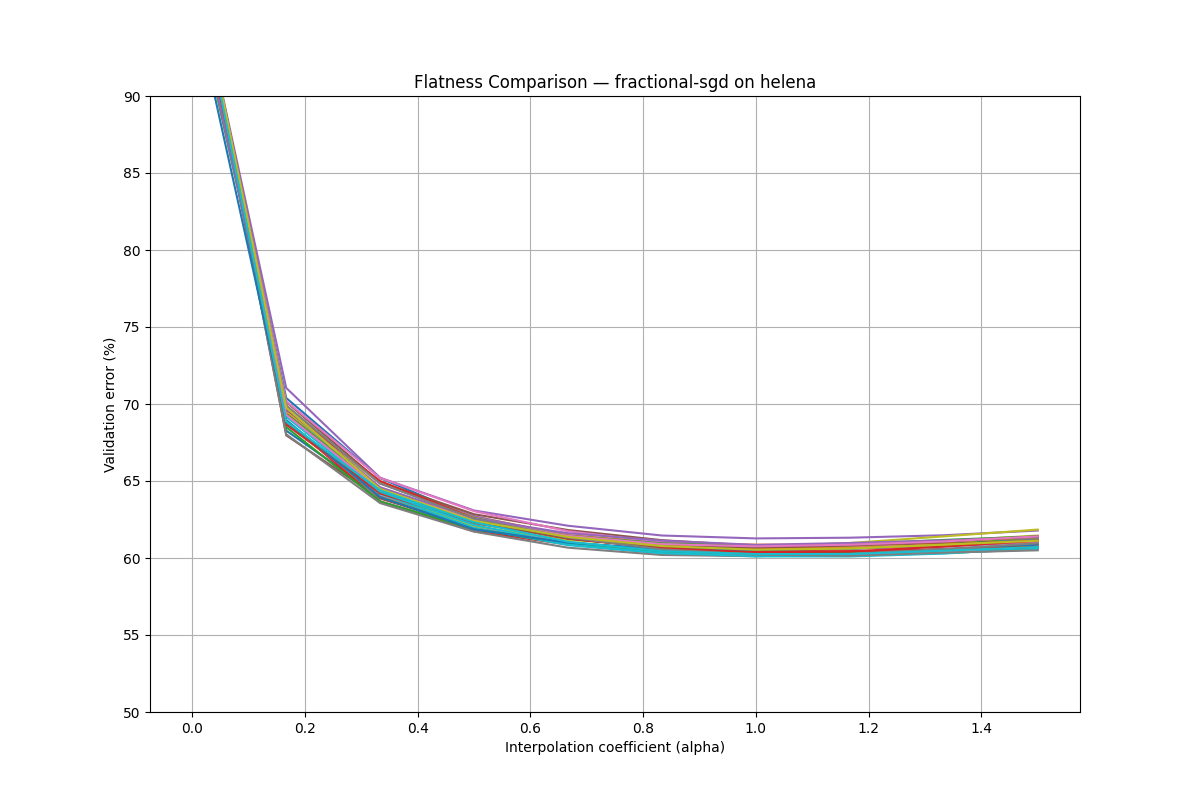 Flatness Comparison — fractional-sgd on helena
90
85
80
75
70
65
60
55
50
Validation error (%)
0.0 0.2 0.4 0.6 0.8 1.0 1.2 1.4
Interpolation coefficient (alpha)